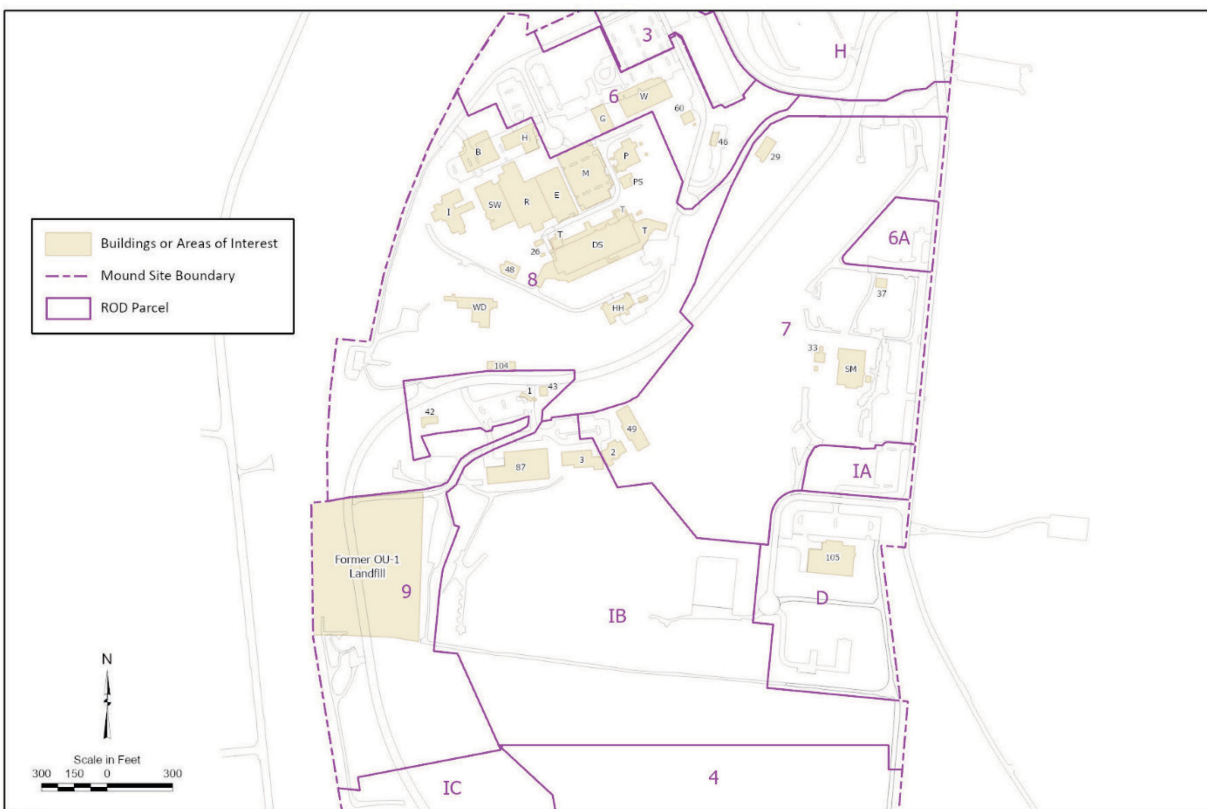 3
H
6
W
60
G
46
H
29
B
P
M
PS
E
R
SW
I
T
T
T
DS
26
48
8
6A
Buildings or Areas of Interest
Mound Site Boundary
ROD Parcel
WD
HH
37
7
33
SM
104
1
43
42
49
2
3
87
IA
Former OU-1
Landfill
9
105
D
IB
N
Scale in Feet
300 150 0 300
4
IC